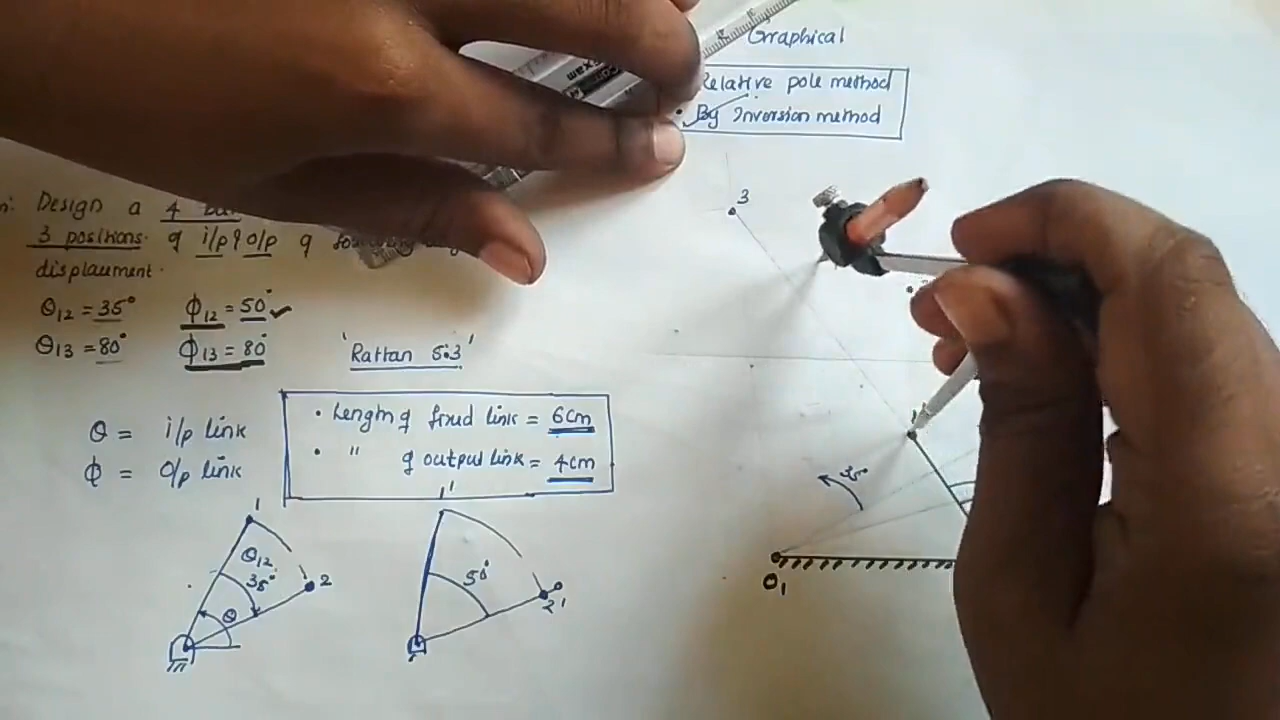 Graphical
Relative pole method
• By Inversion method
Design a 4
3 positions. of i/p & o/p of
displaument.
θ12 = 35° ϕ12 = 50° ✓
θ13 = 80° ϕ13 = 80°
'Rattan 5.3'
θ = i/p link
ϕ = o/p link
• Length of fixed link = 6cm
• " of output link = 4cm
3
1
θ12
35°
2
θ
1'
50°
2'
O1